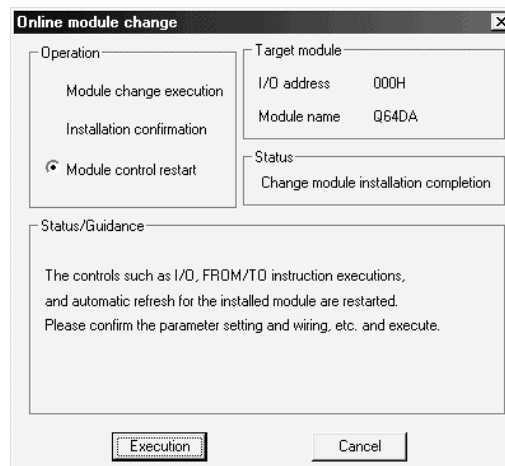 Online module change
Operation
Module change execution
Installation confirmation
Module control restart
Target module
I/O address 000H
Module name Q64DA
Status
Change module installation completion
Status/Guidance
The controls such as I/O, FROM/TO instruction executions,
and automatic refresh for the installed module are restarted.
Please confirm the parameter setting and wiring, etc. and execute.
Execution
Cancel